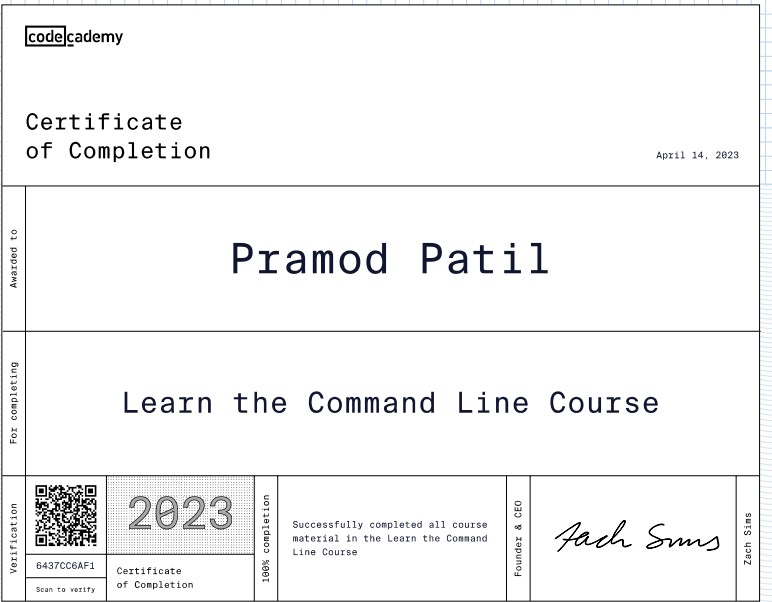 codecademy
Certificate
of Completion
April 14, 2023
Awarded to
Pramod Patil
For completing
Learn the Command Line Course
Verification
6437CC6AF1
Scan to verify
2023
Certificate
of Completion
100% completion
Successfully completed all course
material in the Learn the Command
Line Course
Founder & CEO
Zach Sims
Zach Sims